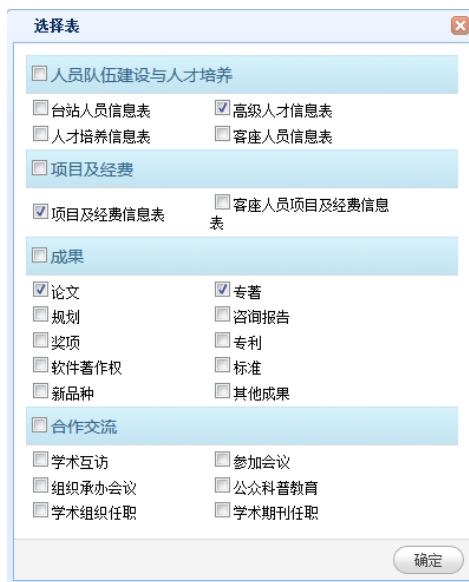 选择表
人员队伍建设与人才培养
台站人员信息表 高级人才信息表
人才培养信息表 客座人员信息表
项目及经费
项目及经费信息表 客座人员项目及经费信息
表
成果
论文 专著
规划 咨询报告
奖项 专利
软件著作权 标准
新品种 其他成果
合作交流
学术互访 参加会议
组织承办会议 公众科普教育
学术组织任职 学术期刊任职
确定